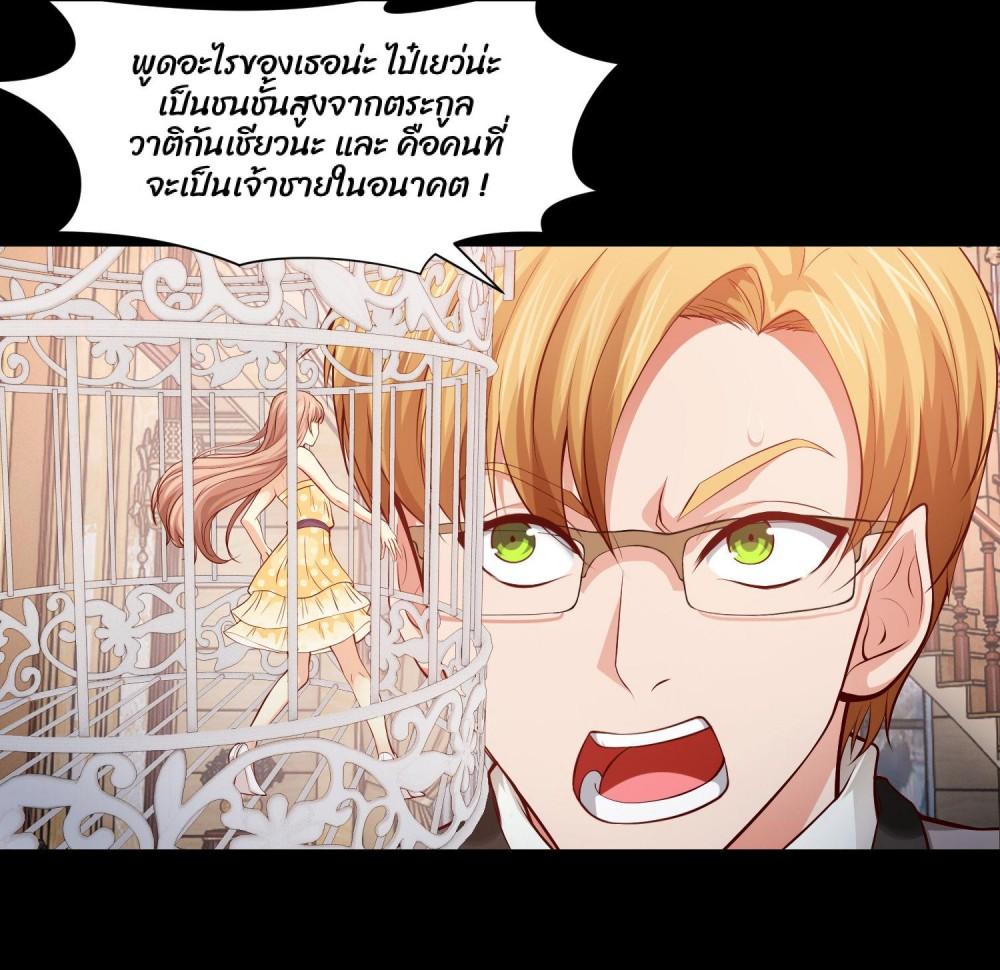 พูดอะไรของเธอน่ะ ไป๋เยว่น่ะ
เป็นชนชั้นสูงจากตระกูล
วาติกันเชียวนะ และ คือคนที่
จะเป็นเจ้าชายในอนาคต !